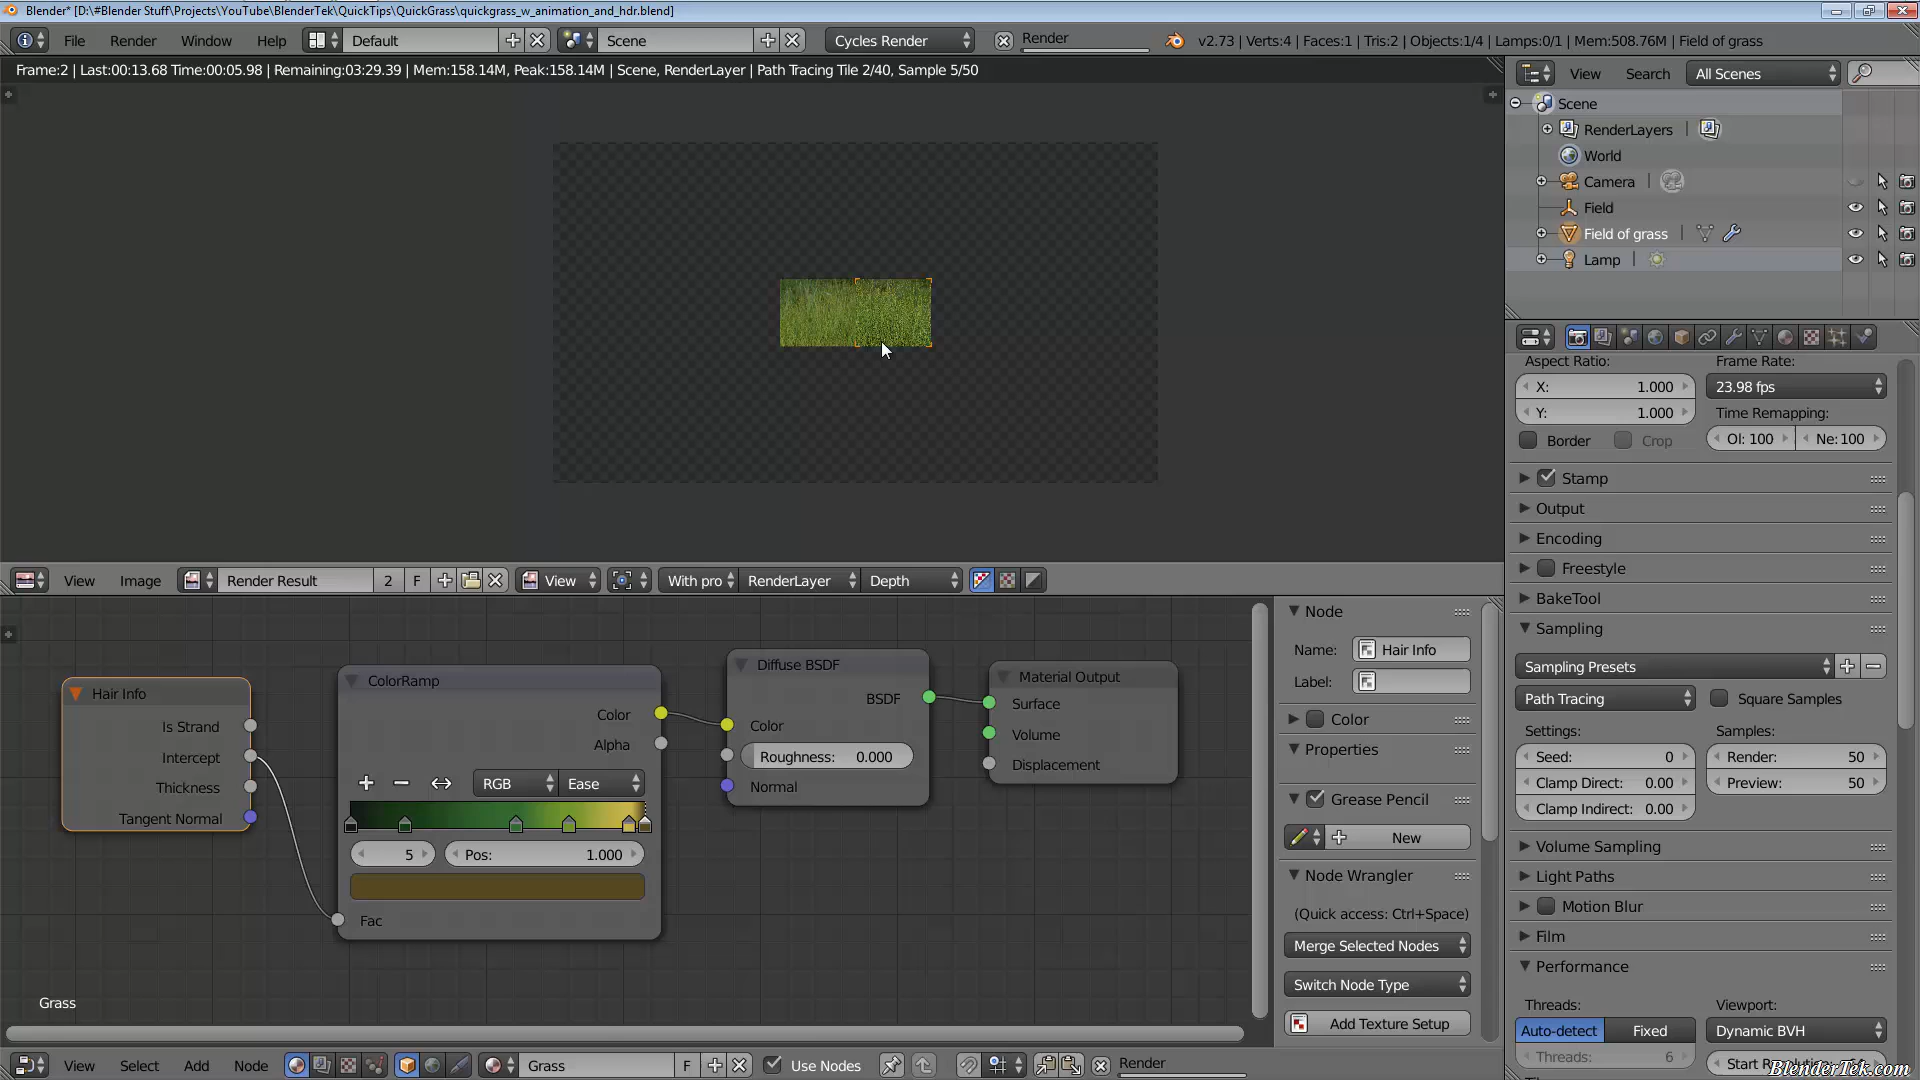 Blender* [D:\#Blender Stuff\Projects\YouTube\BlenderTek\QuickTips\QuickGrass\quickgrass_w_animation_and_hdr.blend]
File Render Window Help Default Scene Cycles Render Render v2.73 | Verts:4 | Faces:1 | Tris:2 | Objects:1/4 | Lamps:0/1 | Mem:508.76M | Field of grass
Frame:2 | Last:00:13.68 Time:00:05.98 | Remaining:03:29.39 | Mem:158.14M, Peak:158.14M | Scene, RenderLayer | Path Tracing Tile 2/40, Sample 5/50
View Search All Scenes
Scene
RenderLayers
World
Camera
Field
Field of grass
Lamp
Aspect Ratio: Frame Rate:
X: 1.000 23.98 fps
Y: 1.000 Time Remapping:
Border Crop Ol: 100 Ne: 100
Stamp
Output
Encoding
Freestyle
BakeTool
Sampling
Sampling Presets
Path Tracing Square Samples
Settings: Samples:
Seed: 0 Render: 50
Clamp Direct: 0.00 Preview: 50
Clamp Indirect: 0.00
Volume Sampling
Light Paths
Motion Blur
Film
Performance
Threads: Viewport:
Auto-detect Fixed Dynamic BVH
Threads: 6
View Image Render Result 2 F View With pro RenderLayer Depth
Hair Info
Is Strand
Intercept
Thickness
Tangent Normal
ColorRamp
Color
Alpha
RGB Ease
5 Pos: 1.000
Fac
Diffuse BSDF
BSDF
Color
Roughness: 0.000
Normal
Material Output
Surface
Volume
Displacement
Grass
Node
Name: Hair Info
Label:
Color
Properties
Grease Pencil
New
Node Wrangler
(Quick access: Ctrl+Space)
Merge Selected Nodes
Switch Node Type
Add Texture Setup
View Select Add Node Grass F Use Nodes Render
BlenderTek.com